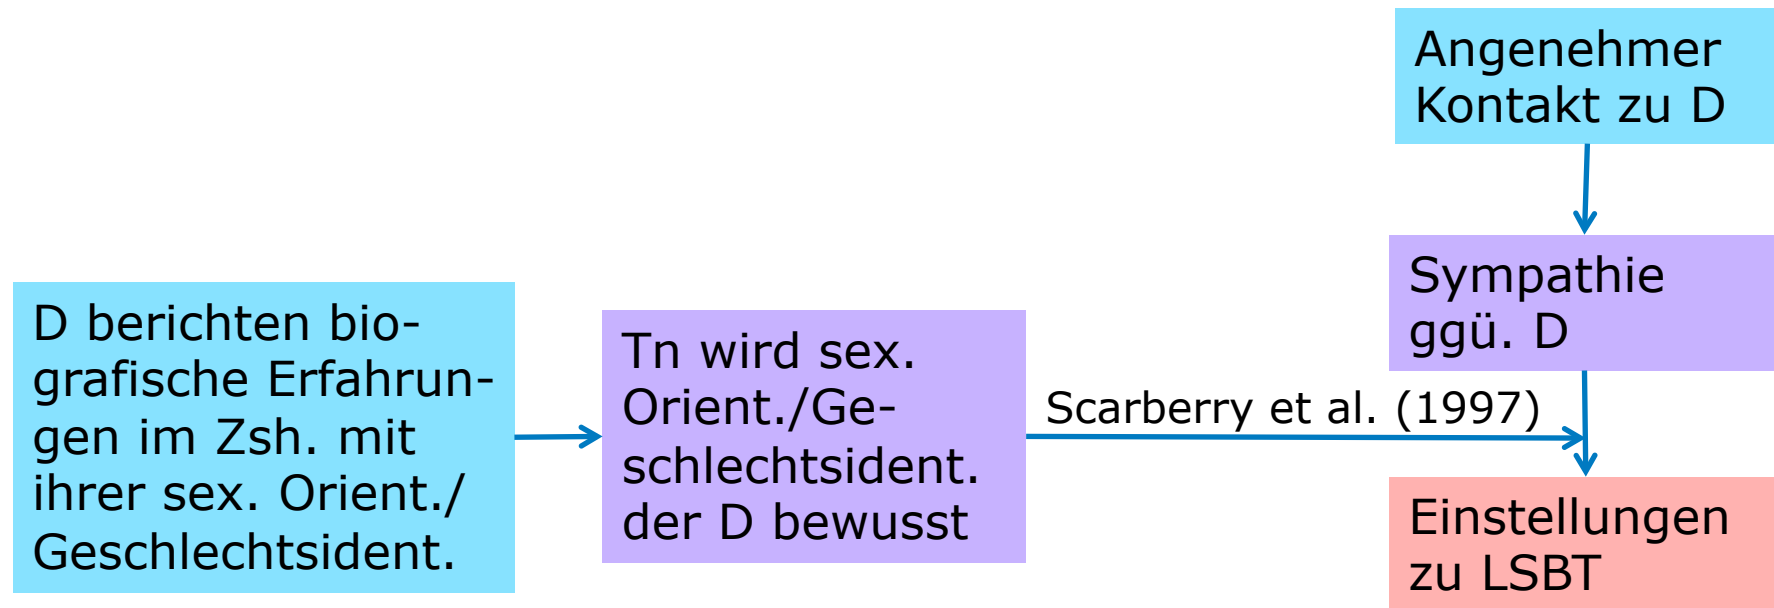 Angenehmer
Kontakt zu D
Sympathie
ggü. D
D berichten bio-
grafische Erfahrun-
gen im Zsh. mit
ihrer sex. Orient./
Geschlechtsident.
Tn wird sex.
Orient./Ge-
schlechtsident.
der D bewusst
Scarberry et al. (1997)
Einstellungen
zu LSBT